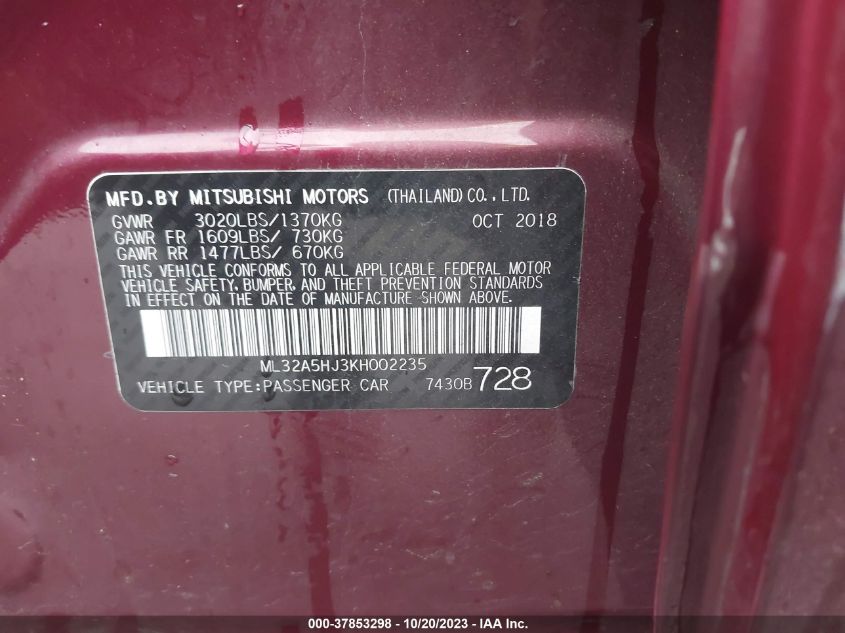 MFD.BY MITSUBISHI MOTORS (THAILAND)CO.,LTD.
GVWR 3020LBS/1370KG OCT 2018
GAWR FR 1609LBS/ 730KG
GAWR RR 1477LBS/ 670KG
THIS VEHICLE CONFORMS TO ALL APPLICABLE FEDERAL MOTOR
VEHICLE SAFETY, BUMPER, AND THEFT PREVENTION STANDARDS
IN EFFECT ON THE DATE OF MANUFACTURE SHOWN ABOVE.
ML32A5HJ3KH002235
VEHICLE TYPE:PASSENGER CAR 7430B 728
000-37853298 - 10/20/2023 - IAA Inc.